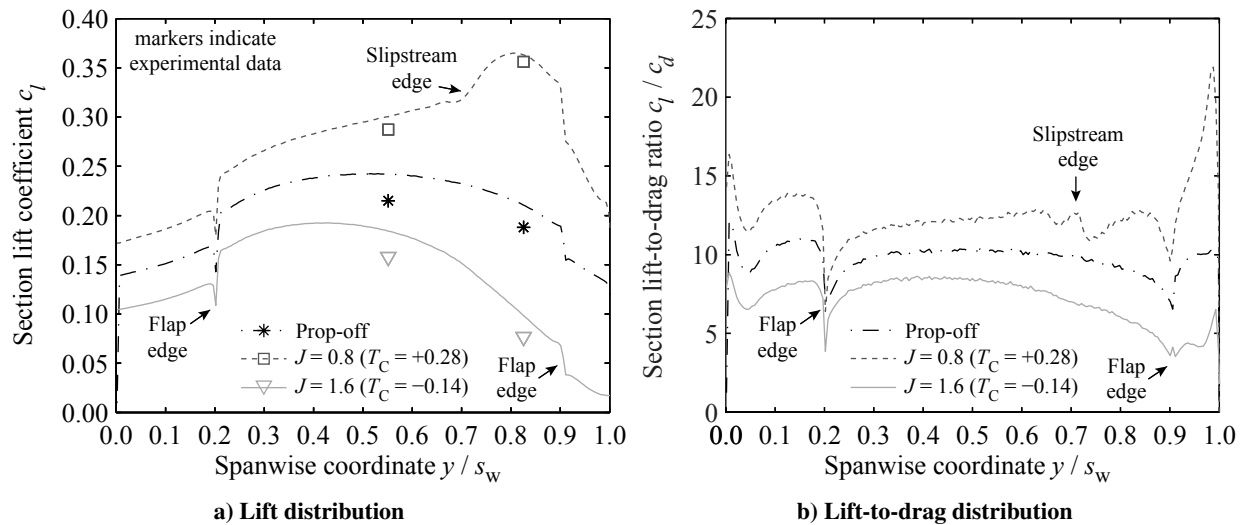 0.40
0.35
0.30
0.25
0.20
0.15
0.10
0.05
0.00
Section lift coefficient c_l
markers indicate
experimental data
Slipstream
edge
Flap
edge
Prop-off
J = 0.8 (T_C = +0.28)
J = 1.6 (T_C = −0.14)
Flap
edge
0.0 0.1 0.2 0.3 0.4 0.5 0.6 0.7 0.8 0.9 1.0
Spanwise coordinate y / s_w
a) Lift distribution
25
20
15
10
5
0
Section lift-to-drag ratio c_l / c_d
Slipstream
edge
Flap
edge
Prop-off
J = 0.8 (T_C = +0.28)
J = 1.6 (T_C = −0.14)
Flap
edge
0.0 0.1 0.2 0.3 0.4 0.5 0.6 0.7 0.8 0.9 1.0
Spanwise coordinate y / s_w
b) Lift-to-drag distribution